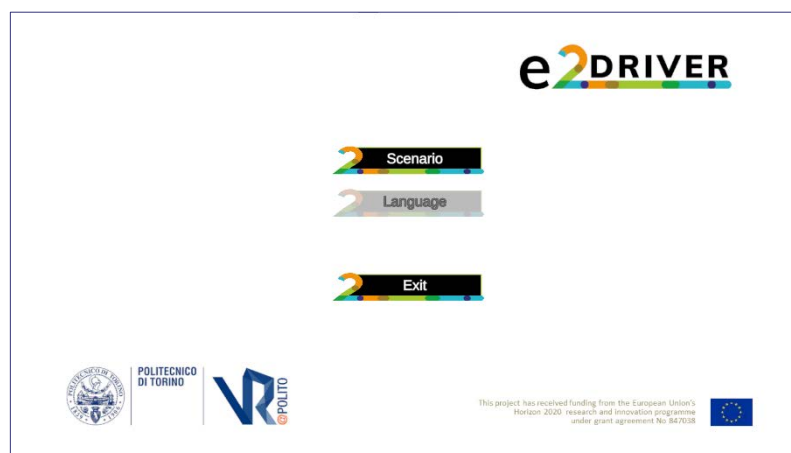 e2DRIVER
Scenario
Language
Exit
POLITECNICO
DI TORINO
VR@POLITO
This project has received funding from the European Union's
Horizon 2020 research and innovation programme
under grant agreement No 847038